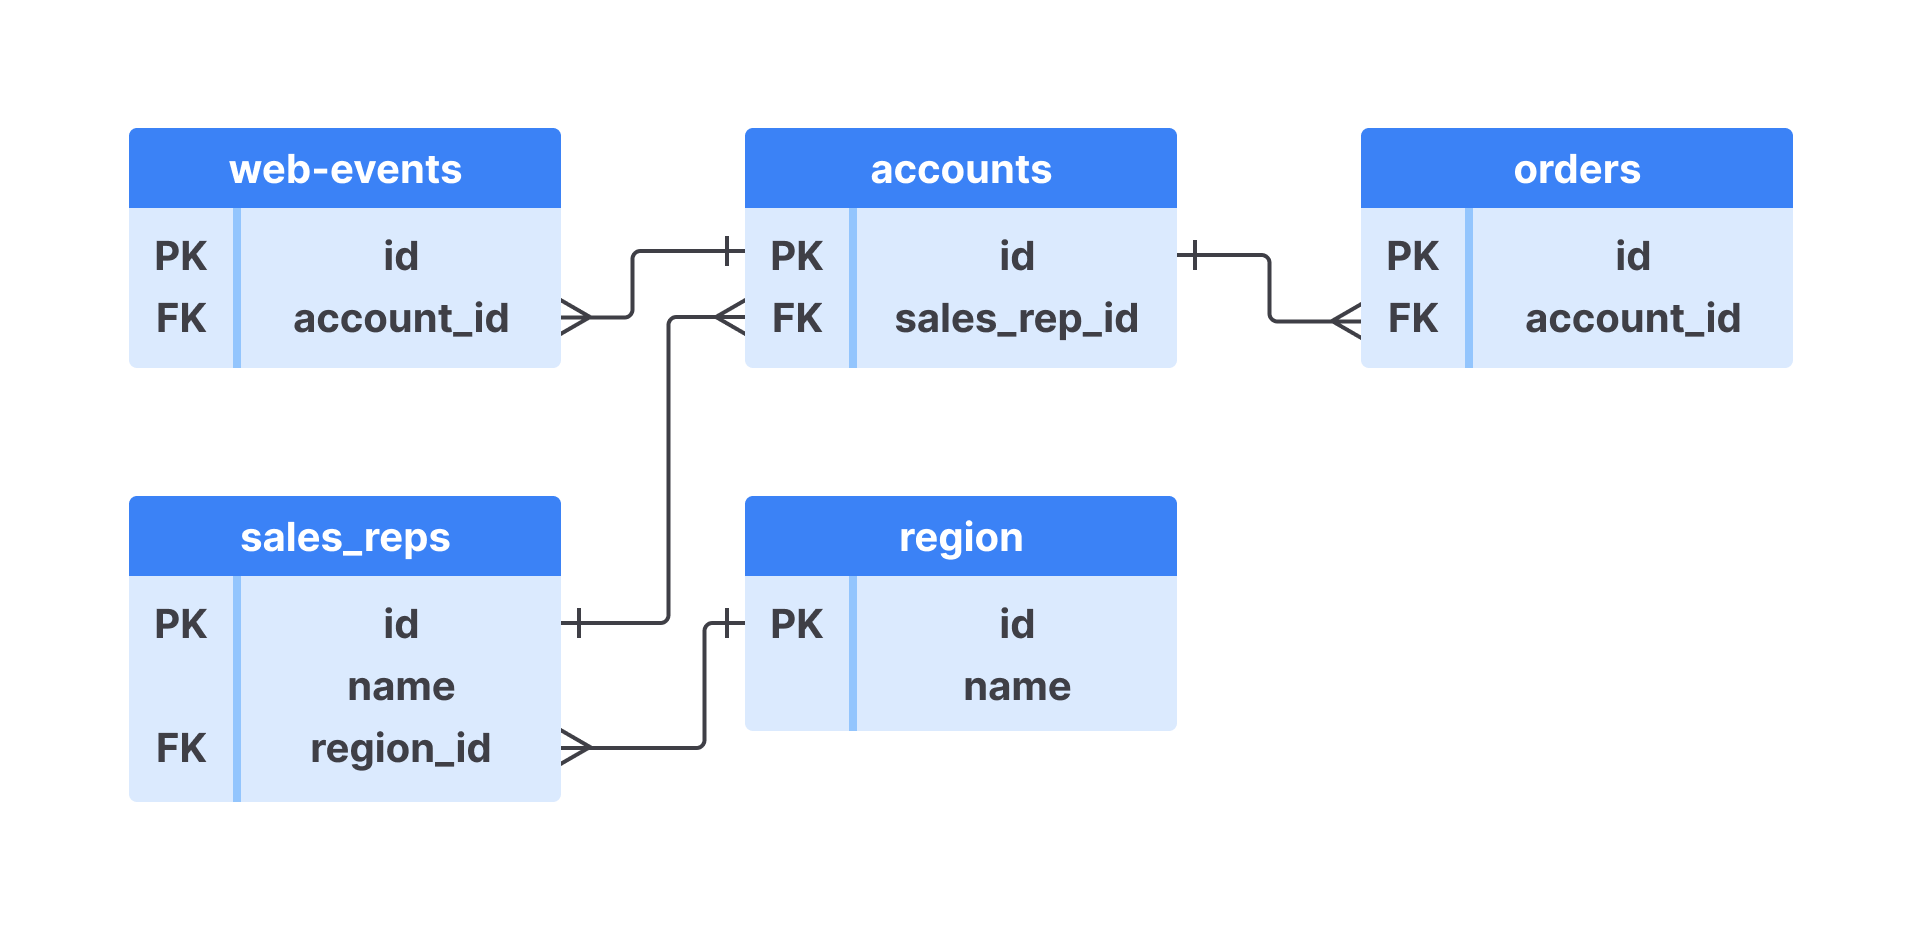 web-events
PK id
FK account_id
accounts
PK id
FK sales_rep_id
orders
PK id
FK account_id
sales_reps
PK id
name
FK region_id
region
PK id
name